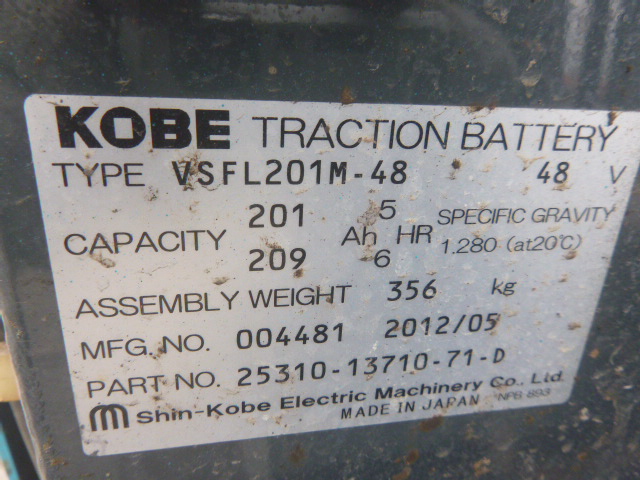 KOBE TRACTION BATTERY
TYPE VSFL201M-48 48 V
CAPACITY 201 Ah 5 HR SPECIFIC GRAVITY
209 6 1.280 (at20℃)
ASSEMBLY WEIGHT 356 kg
MFG. NO. 004481 2012/05
PART NO. 25310-13710-71-D
Shin-Kobe Electric Machinery Co., Ltd.
MADE IN JAPAN NPB 893